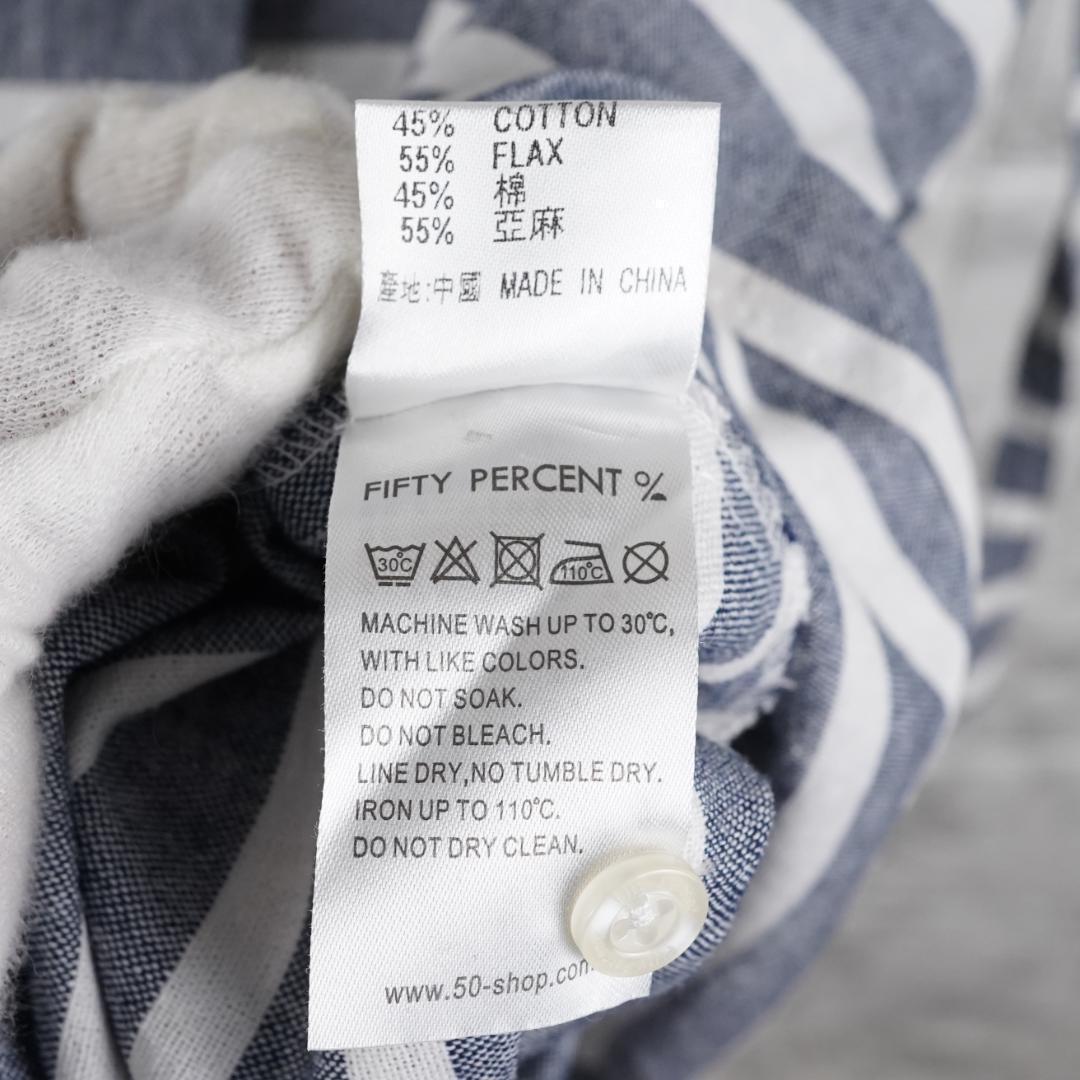 45% COTTON
55% FLAX
45% 棉
55% 亞麻
產地:中國 MADE IN CHINA
FIFTY PERCENT %
30℃ 110℃
MACHINE WASH UP TO 30℃,
WITH LIKE COLORS.
DO NOT SOAK.
DO NOT BLEACH.
LINE DRY,NO TUMBLE DRY.
IRON UP TO 110℃.
DO NOT DRY CLEAN.
www.50-shop.com